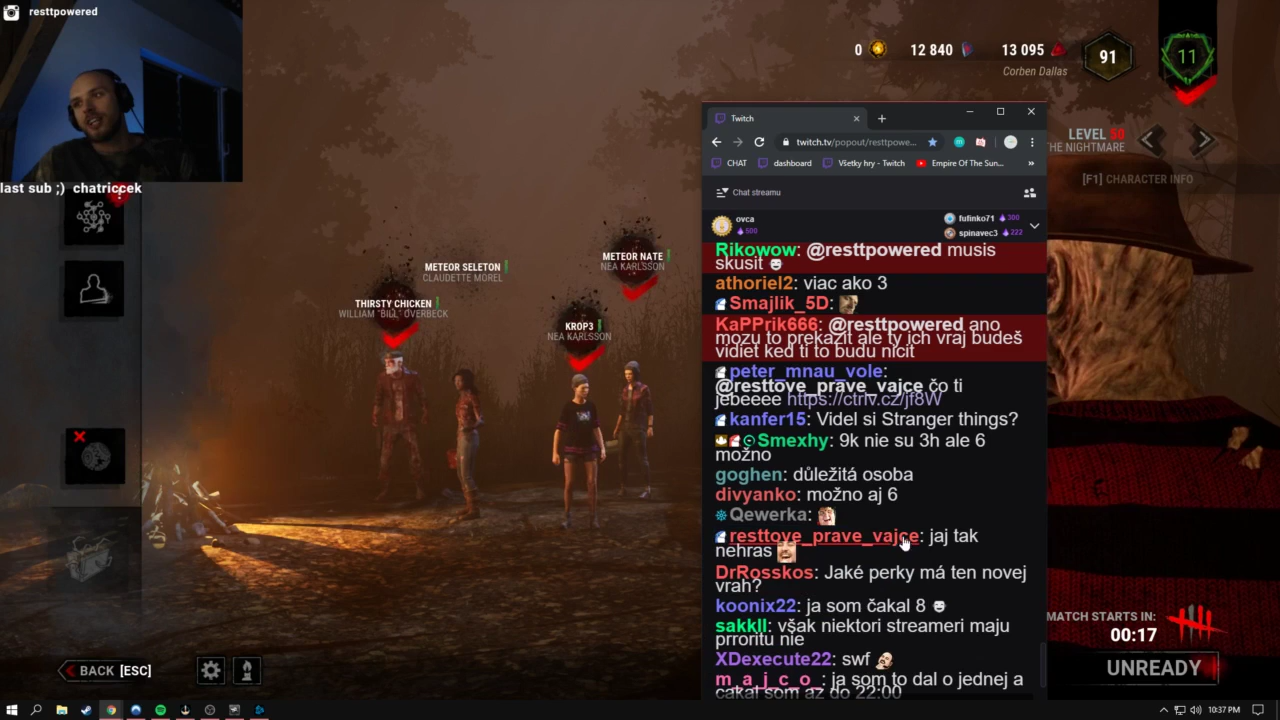 resttpowered
last sub ;) chatriccek
0
12 840
13 095
Corben Dallas
91
11
LEVEL 50
THE NIGHTMARE
[F1] CHARACTER INFO
METEOR NATE
NEA KARLSSON
METEOR SELETON
CLAUDETTE MOREL
THIRSTY CHICKEN
WILLIAM "BILL" OVERBECK
KROP3
NEA KARLSSON
Twitch
twitch.tv/popout/resttpowe...
CHAT
dashboard
Všetky hry - Twitch
Empire Of The Sun...
»
Chat streamu
ovca
500
fufinko71 300
spinavec3 222
Rikowow: @resttpowered musis
skusit
athoriel2: viac ako 3
Smajlik_5D:
KaPPrik666: @resttpowered ano
mozu to prekazit ale ty ich vraj budeš
vidiet ked ti to budu nicit
peter_mnau_vole:
@resttove_prave_vajce čo ti
jebeeee https://ctrlv.cz/jf8W
kanfer15: Videl si Stranger things?
Smexhy: 9k nie su 3h ale 6
možno
goghen: důležitá osoba
divyanko: možno aj 6
Qewerka:
resttove_prave_vajce: jaj tak
nehras
DrRosskos: Jaké perky má ten novej
vrah?
koonix22: ja som čakal 8
sakkll: však niektori streameri maju
prroritu nie
XDexecute22: swf
m_a_j_c_o_: ja som to dal o jednej a
cakal som az do 22:00
MATCH STARTS IN:
00:17
UNREADY
BACK [ESC]
10:37 PM